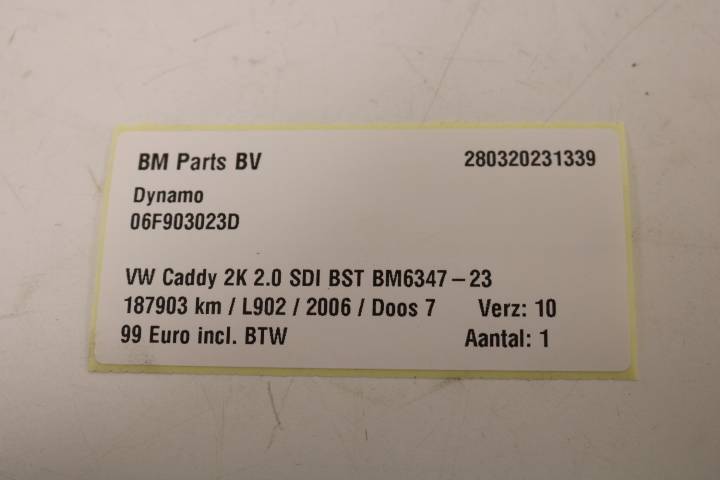 BM Parts BV 280320231339
Dynamo
06F903023D
VW Caddy 2K 2.0 SDI BST BM6347-23
187903 km / L902 / 2006 / Doos 7 Verz: 10
99 Euro incl. BTW Aantal: 1